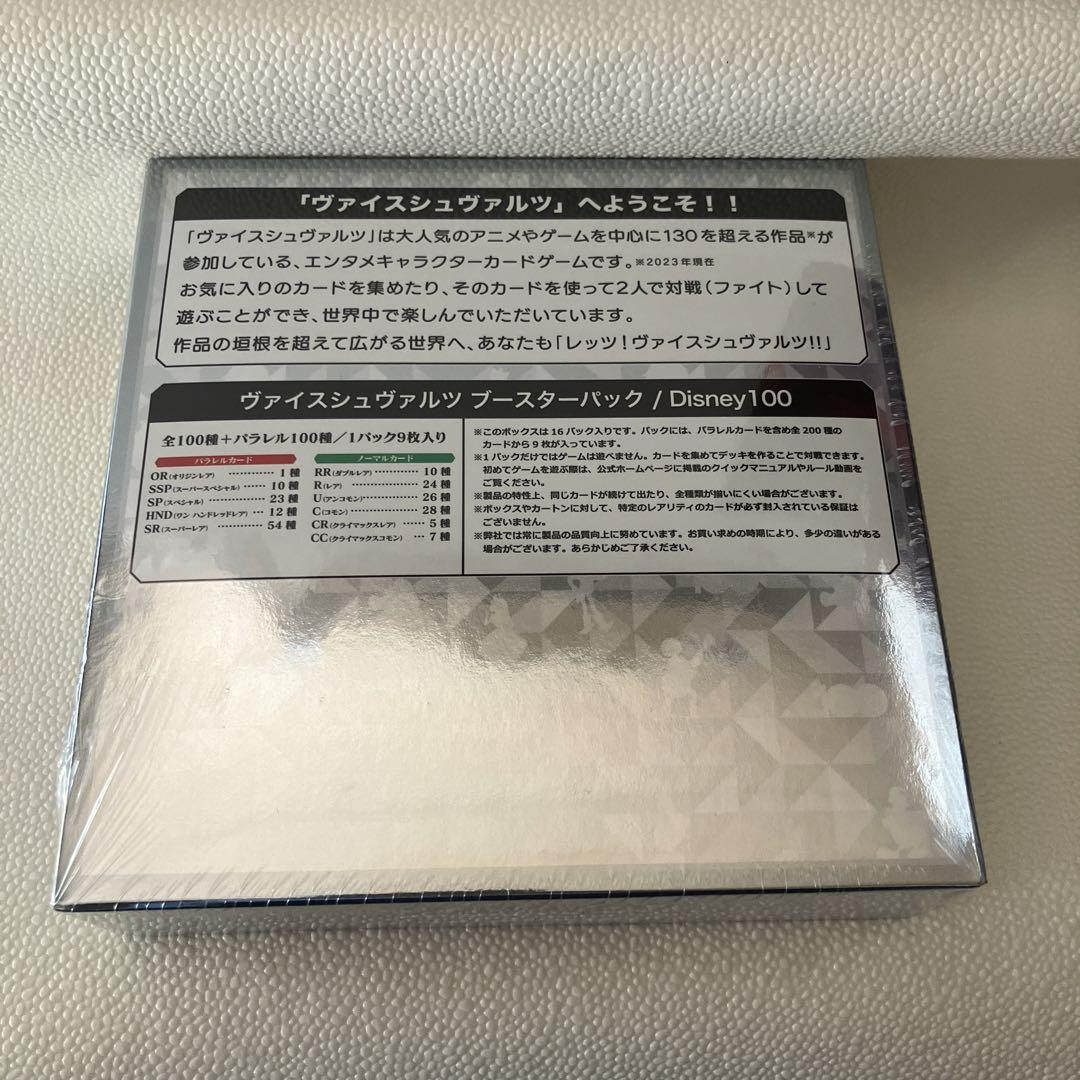 「ヴァイスシュヴァルツ」へようこそ！！
「ヴァイスシュヴァルツ」は大人気のアニメやゲームを中心に130を超える作品※が
参加している、エンタメキャラクターカードゲームです。※2023年現在
お気に入りのカードを集めたり、そのカードを使って2人で対戦（ファイト）して
遊ぶことができ、世界中で楽しんでいただいています。
作品の垣根を超えて広がる世界へ、あなたも「レッツ！ヴァイスシュヴァルツ!!」
ヴァイスシュヴァルツ ブースターパック / Disney100
全100種＋パラレル100種／1パック9枚入り
パラレルカード
OR(オリジンレア) ………… 1種
SSP(スーパースペシャル) …… 10種
SP(スペシャル) ………… 23種
HND(ワン ハンドレッドレア) … 12種
SR(スーパーレア) ………… 54種
ノーマルカード
RR(ダブルレア) ………… 10種
R(レア) ………… 24種
U(アンコモン) ………… 26種
C(コモン) ………… 28種
CR(クライマックスレア) …… 5種
CC(クライマックスコモン) … 7種
※このボックスは16パック入りです。パックには、パラレルカードを含め全200種の
カードから9枚が入っています。
※1パックだけではゲームは遊べません。カードを集めてデッキを作ることで対戦できます。
初めてゲームを遊ぶ際は、公式ホームページに掲載のクイックマニュアルやルール動画を
ご覧ください。
※製品の特性上、同じカードが続けて出たり、全種類が揃いにくい場合がございます。
※ボックスやカートンに対して、特定のレアリティのカードが必ず封入されている保証は
ございません。
※弊社では常に製品の品質向上に努めています。お買い求めの時期により、多少の違いがある
場合がございます。あらかじめご了承ください。